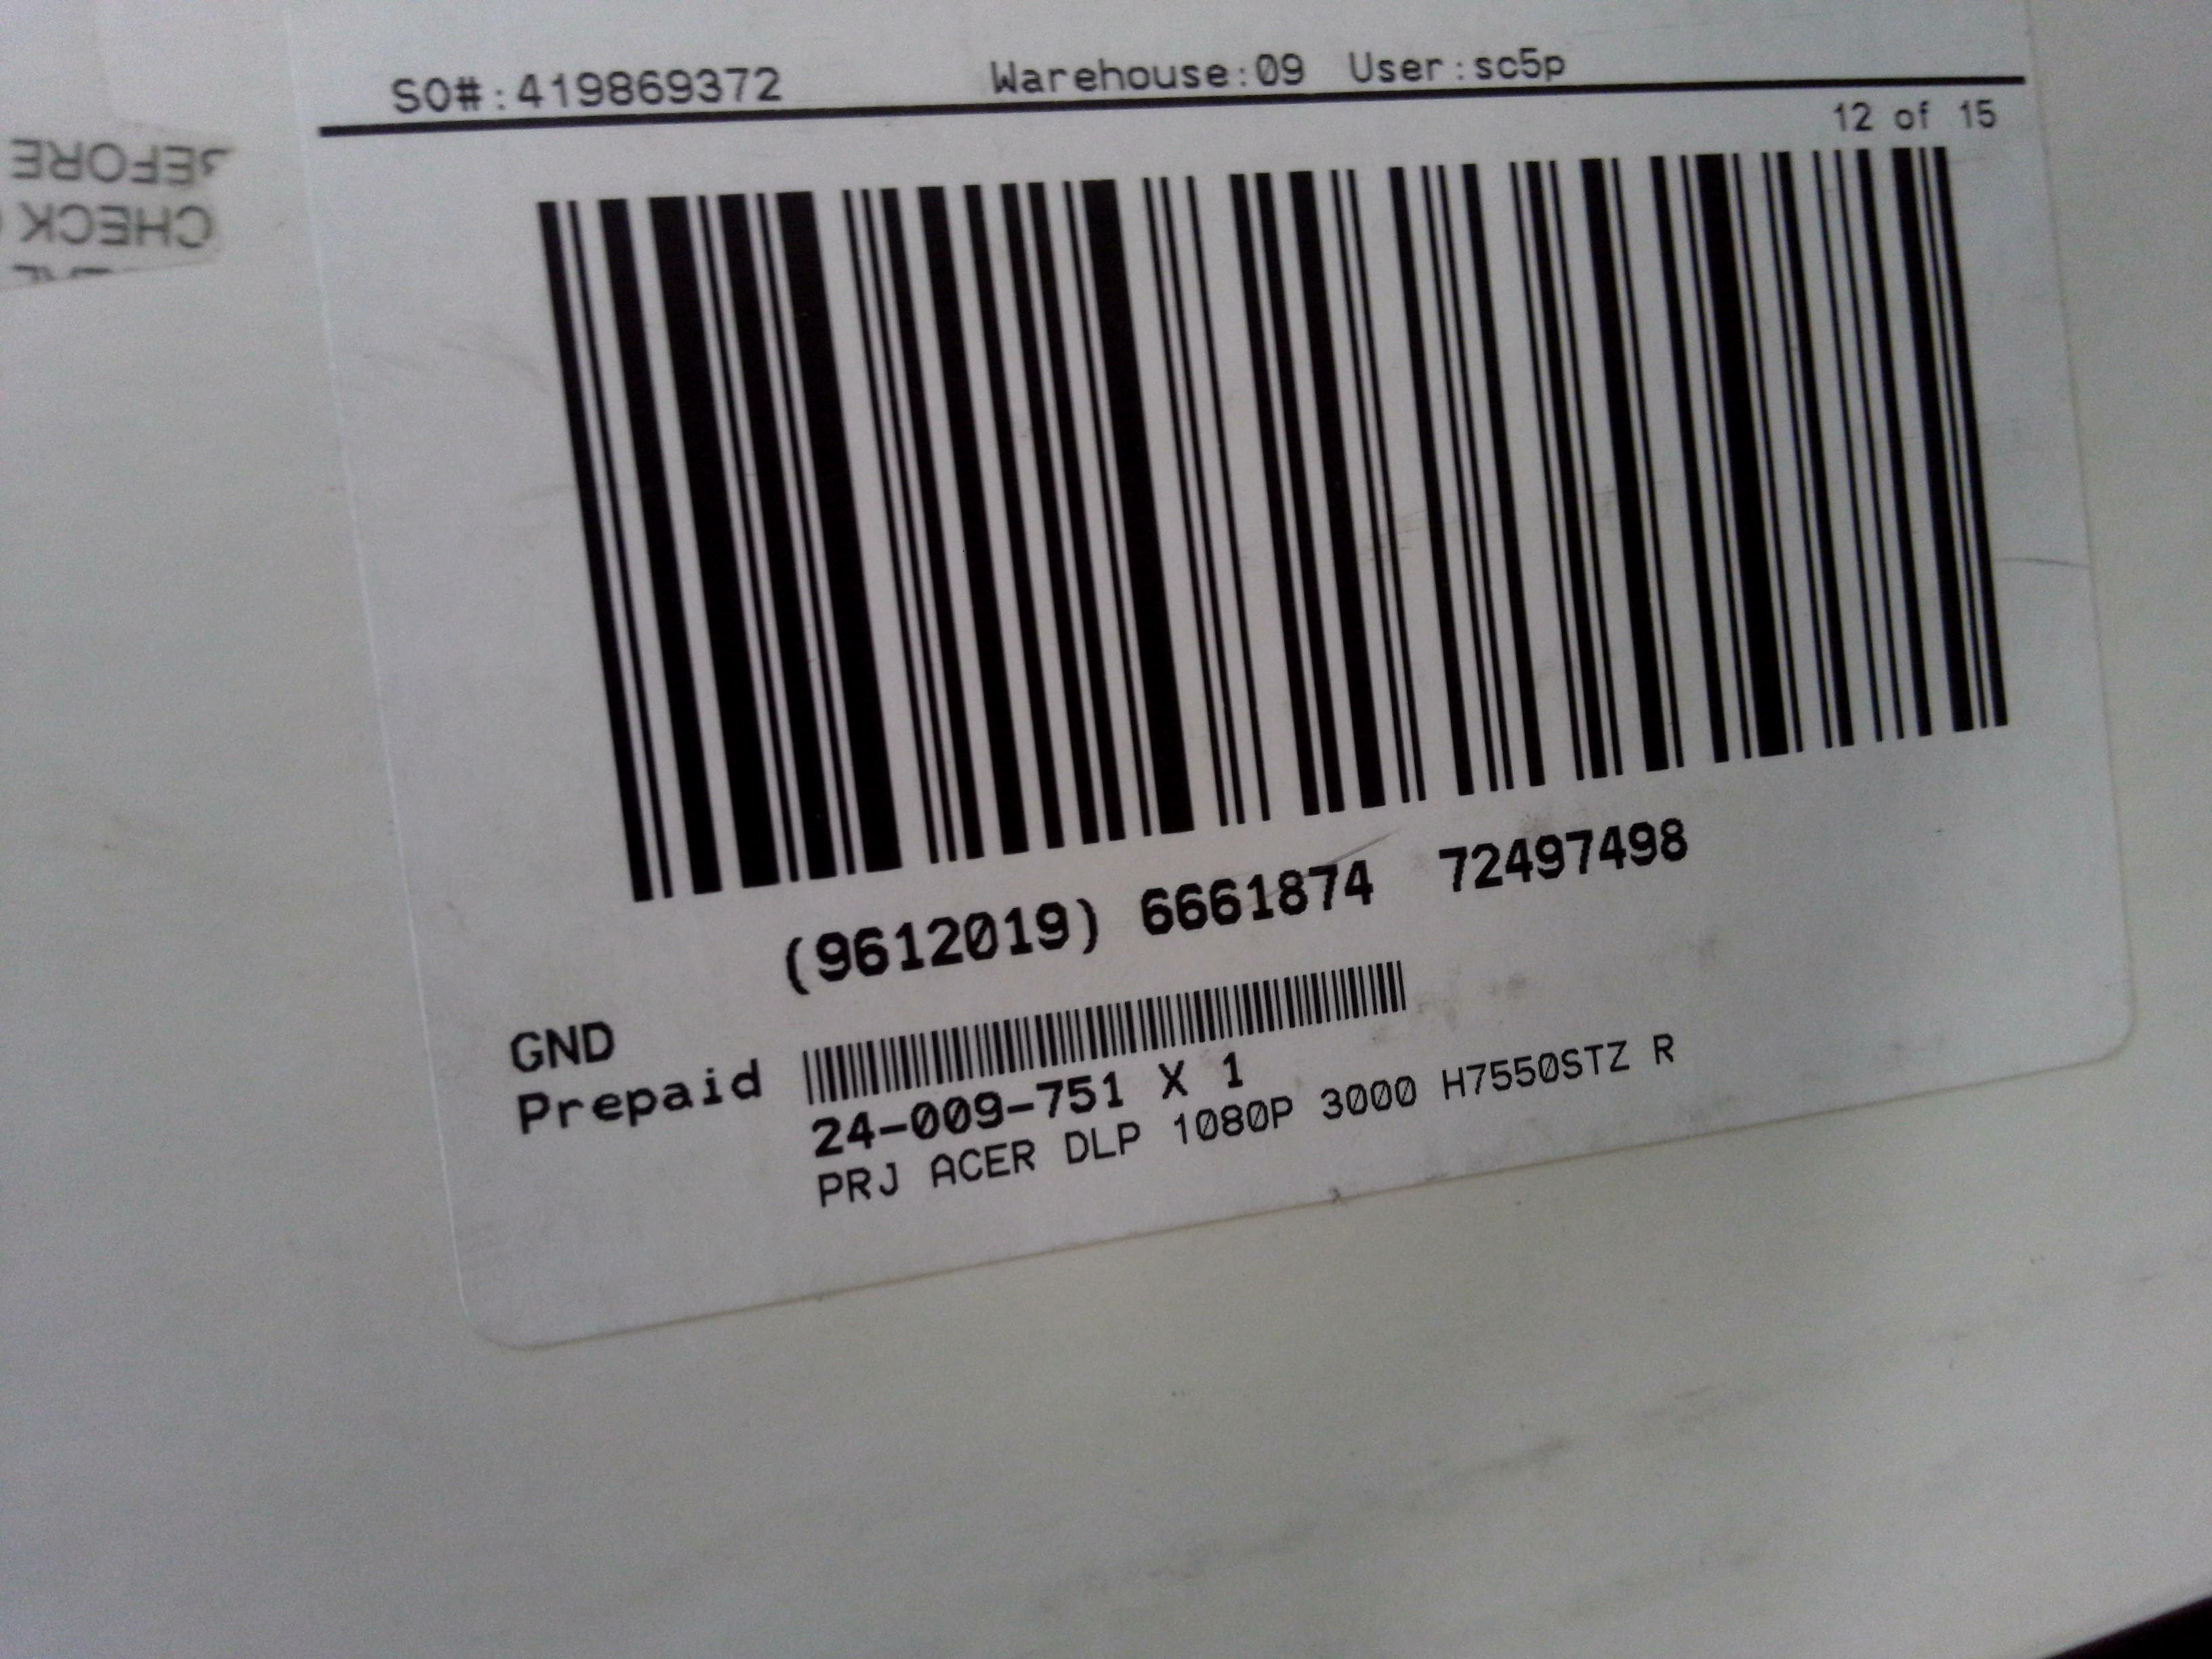 SO#:419869372 Warehouse:09 User:sc5p
12 of 15
BEFORE
CHECK
(9612019) 6661874 72497498
GND
Prepaid
24-009-751 X 1
PRJ ACER DLP 1080P 3000 H7550STZ R